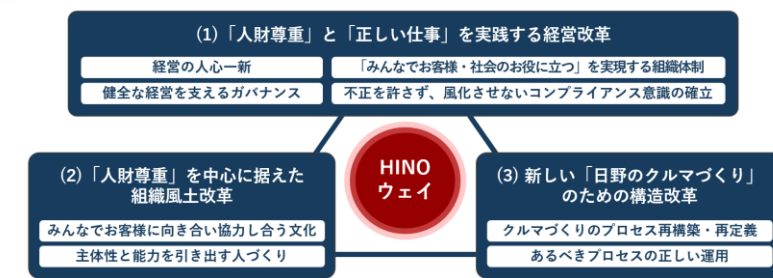 (1)「人財尊重」と「正しい仕事」を実践する経営改革
経営の人心一新
「みんなでお客様・社会のお役に立つ」を実現する組織体制
健全な経営を支えるガバナンス
不正を許さず、風化させないコンプライアンス意識の確立
HINO
ウェイ
(2)「人財尊重」を中心に据えた
組織風土改革
みんなでお客様に向き合い協力し合う文化
主体性と能力を引き出す人づくり
(3) 新しい「日野のクルマづくり」
のための構造改革
クルマづくりのプロセス再構築・再定義
あるべきプロセスの正しい運用